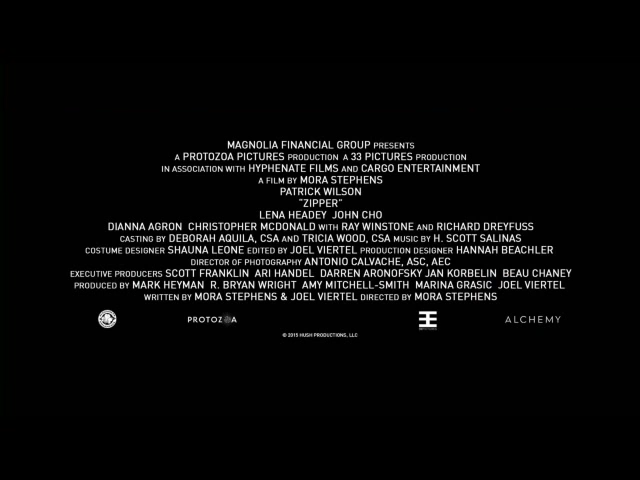 MAGNOLIA FINANCIAL GROUP PRESENTS
A PROTOZOA PICTURES PRODUCTION A 33 PICTURES PRODUCTION
IN ASSOCIATION WITH HYPHENATE FILMS AND CARGO ENTERTAINMENT
A FILM BY MORA STEPHENS
PATRICK WILSON
"ZIPPER"
LENA HEADEY JOHN CHO
DIANNA AGRON CHRISTOPHER MCDONALD WITH RAY WINSTONE AND RICHARD DREYFUSS
CASTING BY DEBORAH AQUILA, CSA AND TRICIA WOOD, CSA MUSIC BY H. SCOTT SALINAS
COSTUME DESIGNER SHAUNA LEONE EDITED BY JOEL VIERTEL PRODUCTION DESIGNER HANNAH BEACHLER
DIRECTOR OF PHOTOGRAPHY ANTONIO CALVACHE, ASC, AEC
EXECUTIVE PRODUCERS SCOTT FRANKLIN ARI HANDEL DARREN ARONOFSKY JAN KORBELIN BEAU CHANEY
PRODUCED BY MARK HEYMAN R. BRYAN WRIGHT AMY MITCHELL-SMITH MARINA GRASIC JOEL VIERTEL
WRITTEN BY MORA STEPHENS & JOEL VIERTEL DIRECTED BY MORA STEPHENS
PROTOZOA ALCHEMY
© 2015 HUSH PRODUCTIONS, LLC